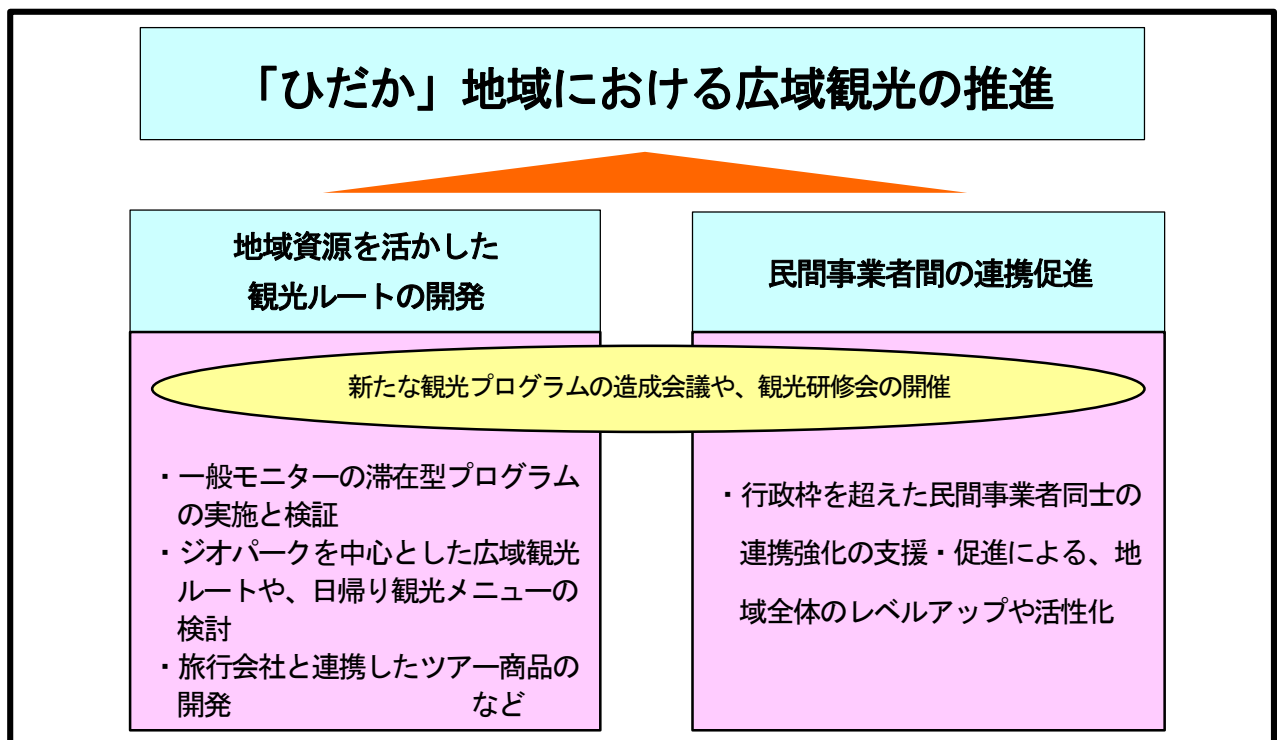 「ひだか」地域における広域観光の推進
地域資源を活かした
観光ルートの開発
民間事業者間の連携促進
新たな観光プログラムの造成会議や、観光研修会の開催
・一般モニターの滞在型プログラム
の実施と検証
・ジオパークを中心とした広域観光
ルートや、日帰り観光メニューの
検討
・旅行会社と連携したツアー商品の
開発 など
・行政枠を超えた民間事業者同士の
連携強化の支援・促進による、地
域全体のレベルアップや活性化